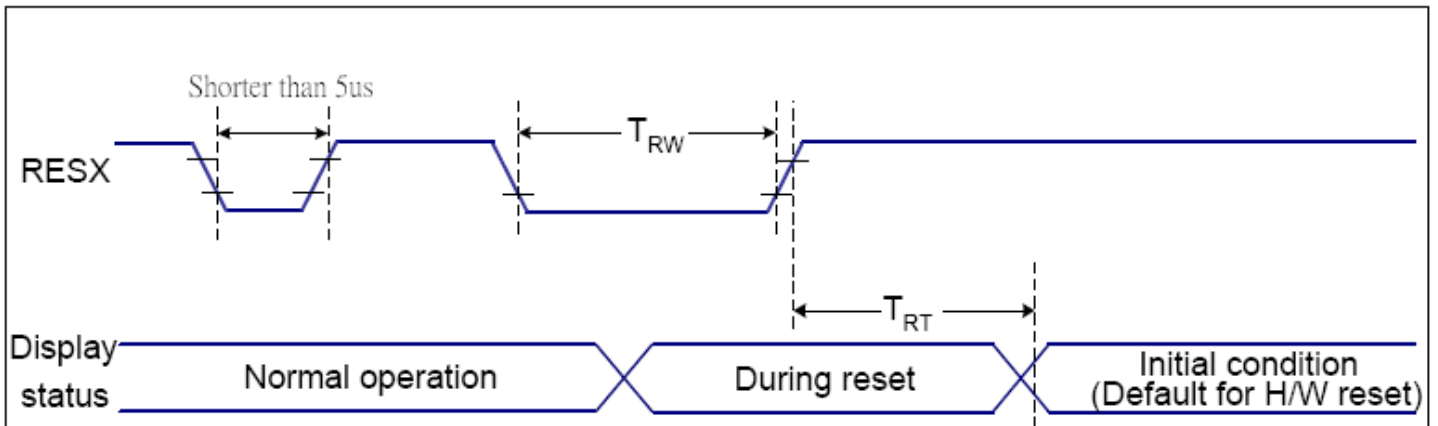 Shorter than 5us
RESX
TRW
TRT
Display
status
Normal operation
During reset
Initial condition
(Default for H/W reset)